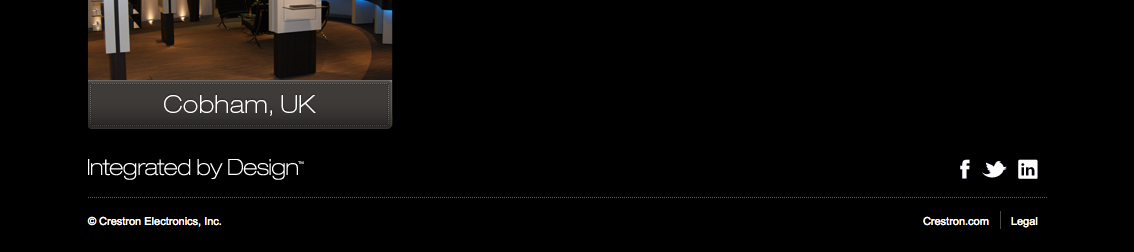 Cobham, UK
Integrated by Design™
© Crestron Electronics, Inc.
Crestron.com
Legal